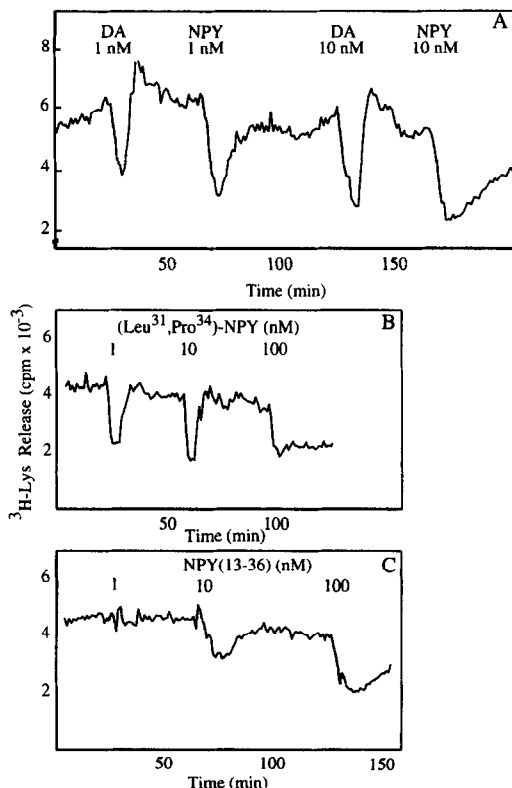 A
DA NPY DA NPY
1 nM 1 nM 10 nM 10 nM
8
6
4
2
50 100 150
Time (min)
³H-Lys Release (cpm x 10⁻³)
B
(Leu³¹,Pro³⁴)-NPY (nM)
1 10 100
6
4
2
50 100
Time (min)
C
NPY(13-36) (nM)
1 10 100
6
4
2
50 100 150
Time (min)